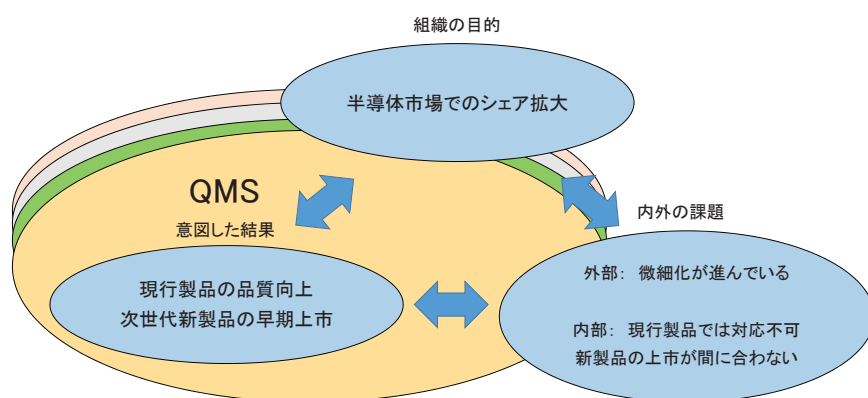 組織の目的
半導体市場でのシェア拡大
QMS
意図した結果
現行製品の品質向上
次世代新製品の早期上市
内外の課題
外部： 微細化が進んでいる
内部： 現行製品では対応不可
新製品の上市が間に合わない